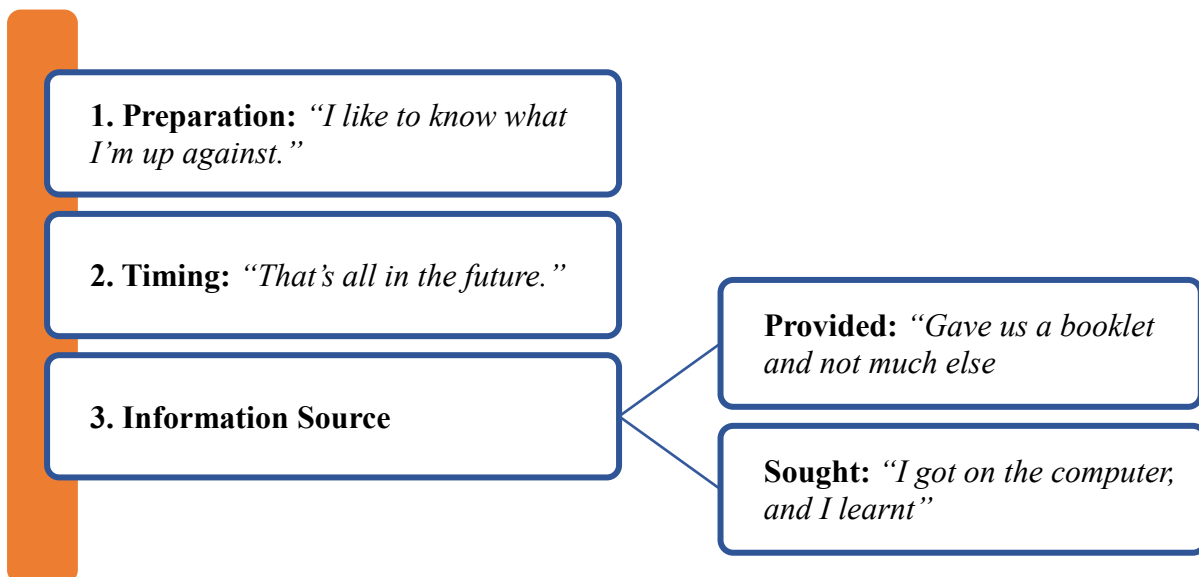 1. Preparation: “I like to know what
I’m up against.”
2. Timing: “That’s all in the future.”
3. Information Source
Provided: “Gave us a booklet
and not much else
Sought: “I got on the computer,
and I learnt”